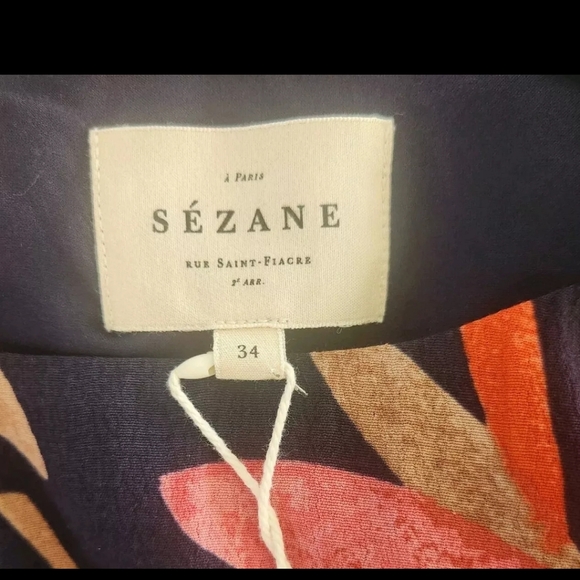 À PARIS
SÉZANE
RUE SAINT-FIACRE
2E ARR.
34